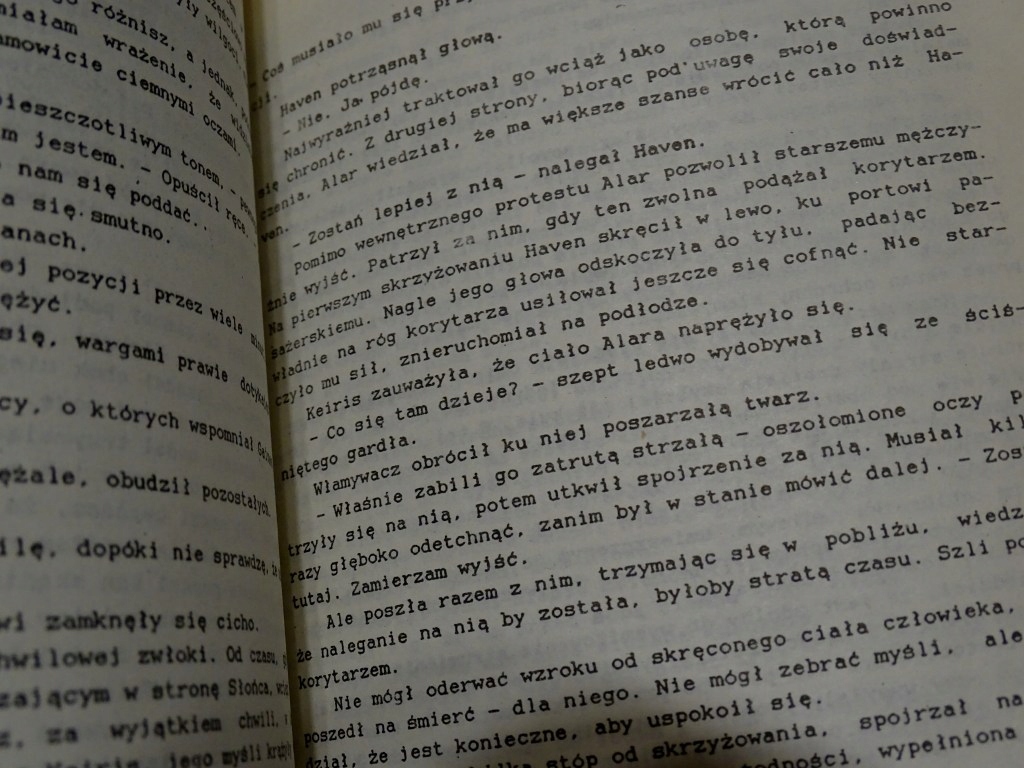 różnisz, a jednak
miałam wrażenie, że
ciemnymi oczami.
pieszczotliwym tonem. –
m jestem. – Opuścił ręce.
nam się poddać..
a się smutno.
anach.
ej pozycji przez wiele
ężyć.
się, wargami prawie
cy, o których wspomniał
ężale, obudził pozostałych.
ilę, dopóki nie sprawdzę,
wi zamknęły się cicho.
hwilowej zwłoki. Od czasu,
zającym w stronę Słońca,
z, za wyjątkiem chwili,
jego myśli
– Coś musiało mu się
Haven potrząsnął głową.
– Nie. Ja pójdę.
Najwyraźniej traktował go wciąż jako osobę, którą powinno
się chronić. Z drugiej strony, biorąc pod uwagę swoje doświad-
czenia, Alar wiedział, że ma większe szanse wrócić cało niż Ha-
ven.
– Zostań lepiej z nią – nalegał Haven.
Pomimo wewnętrznego protestu Alar pozwolił starszemu mężczy-
źnie wyjść. Patrzył za nim, gdy ten zwolna podążał korytarzem.
Na pierwszym skrzyżowaniu Haven skręcił w lewo, ku portowi pa-
sażerskiemu. Nagle jego głowa odskoczyła do tyłu, padając bez-
władnie na róg korytarza usiłował jeszcze się cofnąć. Nie star-
czyło mu sił, znieruchomiał na podłodze.
Keiris zauważyła, że ciało Alara naprężyło się.
– Co się tam dzieje? – szept ledwo wydobywał się ze ściś-
niętego gardła.
Włamywacz obrócił ku niej poszarzałą twarz.
– Właśnie zabili go zatrutą strzałą – oszołomione oczy p
trzyły się na nią, potem utkwił spojrzenie za nią. Musiał kil
razy głęboko odetchnąć, zanim był w stanie mówić dalej. – Zos
tutaj. Zamierzam wyjść.
Ale poszła razem z nim, trzymając się w pobliżu, wiedz
że naleganie na nią by została, byłoby stratą czasu. Szli po
korytarzem.
Nie mógł oderwać wzroku od skręconego ciała człowieka,
poszedł na śmierć – dla niego. Nie mógł zebrać myśli, ale
dział, że jest konieczne, aby uspokoił się.
stóp od skrzyżowania, spojrzał na
wypełniona